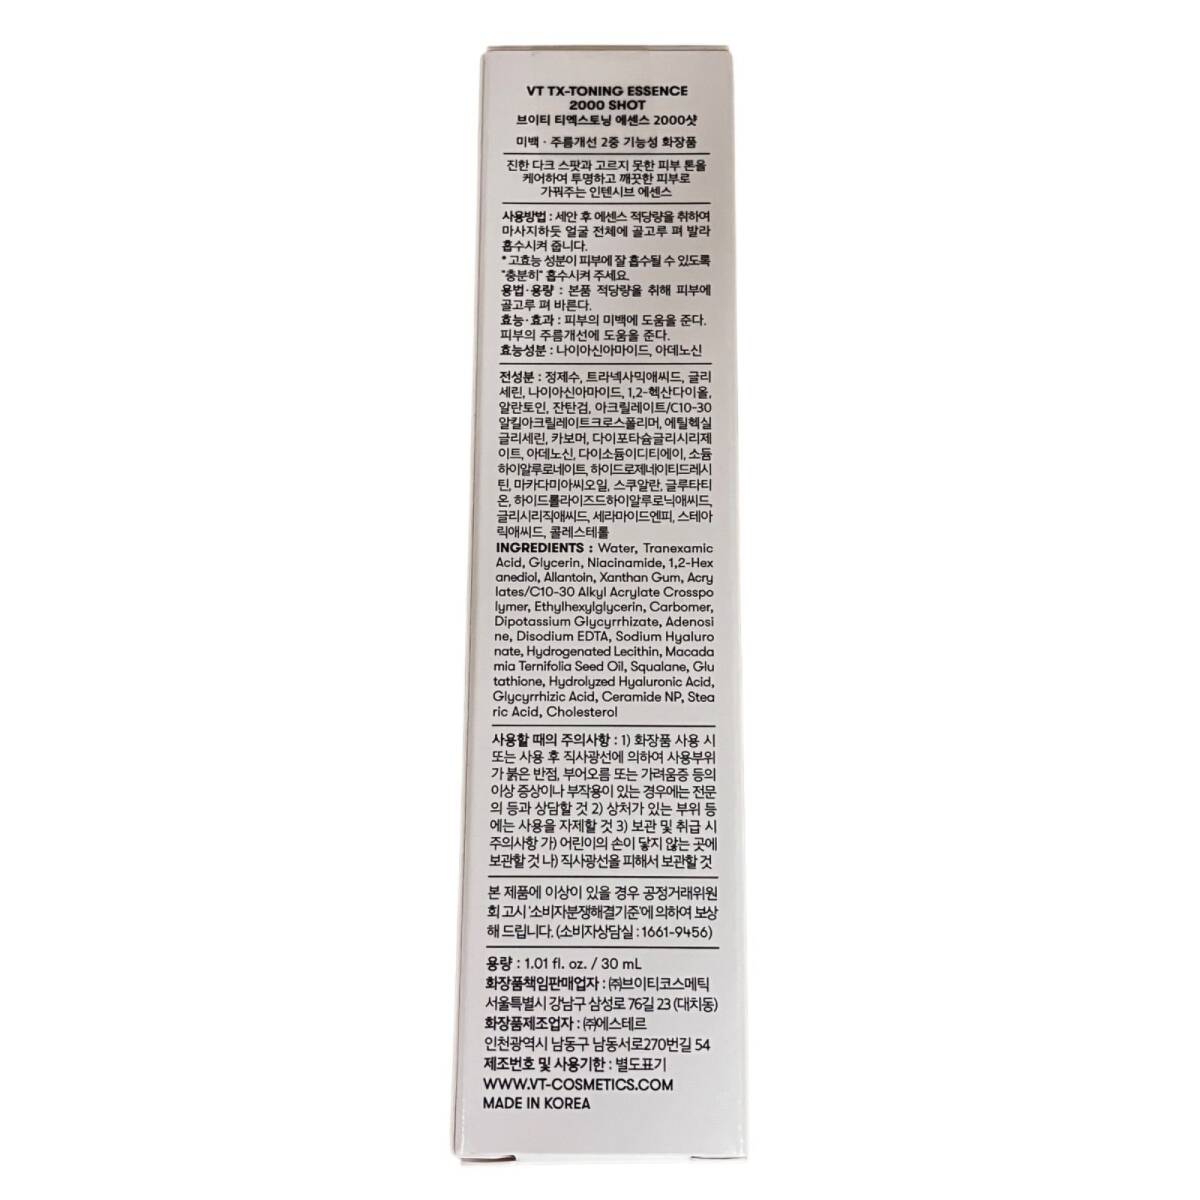 VT TX-TONING ESSENCE
2000 SHOT
브이티 티엑스토닝 에센스 2000샷
미백 · 주름개선 2중 기능성 화장품
진한 다크 스팟과 고르지 못한 피부 톤을
케어하여 투명하고 깨끗한 피부로
가꿔주는 인텐시브 에센스
사용방법 : 세안 후 에센스 적당량을 취하여
마사지하듯 얼굴 전체에 골고루 펴 발라
흡수시켜 줍니다.
* 고효능 성분이 피부에 잘 흡수될 수 있도록
"충분히" 흡수시켜 주세요.
용법·용량 : 본품 적당량을 취해 피부에
골고루 펴 바른다.
효능·효과 : 피부의 미백에 도움을 준다.
피부의 주름개선에 도움을 준다.
효능성분 : 나이아신아마이드, 아데노신
전성분 : 정제수, 트라넥사믹애씨드, 글리
세린, 나이아신아마이드, 1,2-헥산다이올,
알란토인, 잔탄검, 아크릴레이트/C10-30
알킬아크릴레이트크로스폴리머, 에틸헥실
글리세린, 카보머, 다이포타슘글리시리제
이트, 아데노신, 다이소듐이디티에이, 소듐
하이알루로네이트, 하이드로제네이티드레시
틴, 마카다미아씨오일, 스쿠알란, 글루타티
온, 하이드롤라이즈드하이알루로닉애씨드,
글리시리직애씨드, 세라마이드엔피, 스테아
릭애씨드, 콜레스테롤
INGREDIENTS : Water, Tranexamic
Acid, Glycerin, Niacinamide, 1,2-Hex
anediol, Allantoin, Xanthan Gum, Acry
lates/C10-30 Alkyl Acrylate Crosspo
lymer, Ethylhexylglycerin, Carbomer,
Dipotassium Glycyrrhizate, Adenosi
ne, Disodium EDTA, Sodium Hyaluro
nate, Hydrogenated Lecithin, Macada
mia Ternifolia Seed Oil, Squalane, Glu
tathione, Hydrolyzed Hyaluronic Acid,
Glycyrrhizic Acid, Ceramide NP, Stea
ric Acid, Cholesterol
사용할 때의 주의사항 : 1) 화장품 사용 시
또는 사용 후 직사광선에 의하여 사용부위
가 붉은 반점, 부어오름 또는 가려움증 등의
이상 증상이나 부작용이 있는 경우에는 전문
의 등과 상담할 것 2) 상처가 있는 부위 등
에는 사용을 자제할 것 3) 보관 및 취급 시
주의사항 가) 어린이의 손이 닿지 않는 곳에
보관할 것 나) 직사광선을 피해서 보관할 것
본 제품에 이상이 있을 경우 공정거래위원
회 고시 '소비자분쟁해결기준'에 의하여 보상
해 드립니다. (소비자상담실 : 1661-9456)
용량 : 1.01 fl. oz. / 30 mL
화장품책임판매업자 : ㈜브이티코스메틱
서울특별시 강남구 삼성로 76길 23 (대치동)
화장품제조업자 : ㈜에스테르
인천광역시 남동구 남동서로270번길 54
제조번호 및 사용기한 : 별도표기
WWW.VT-COSMETICS.COM
MADE IN KOREA